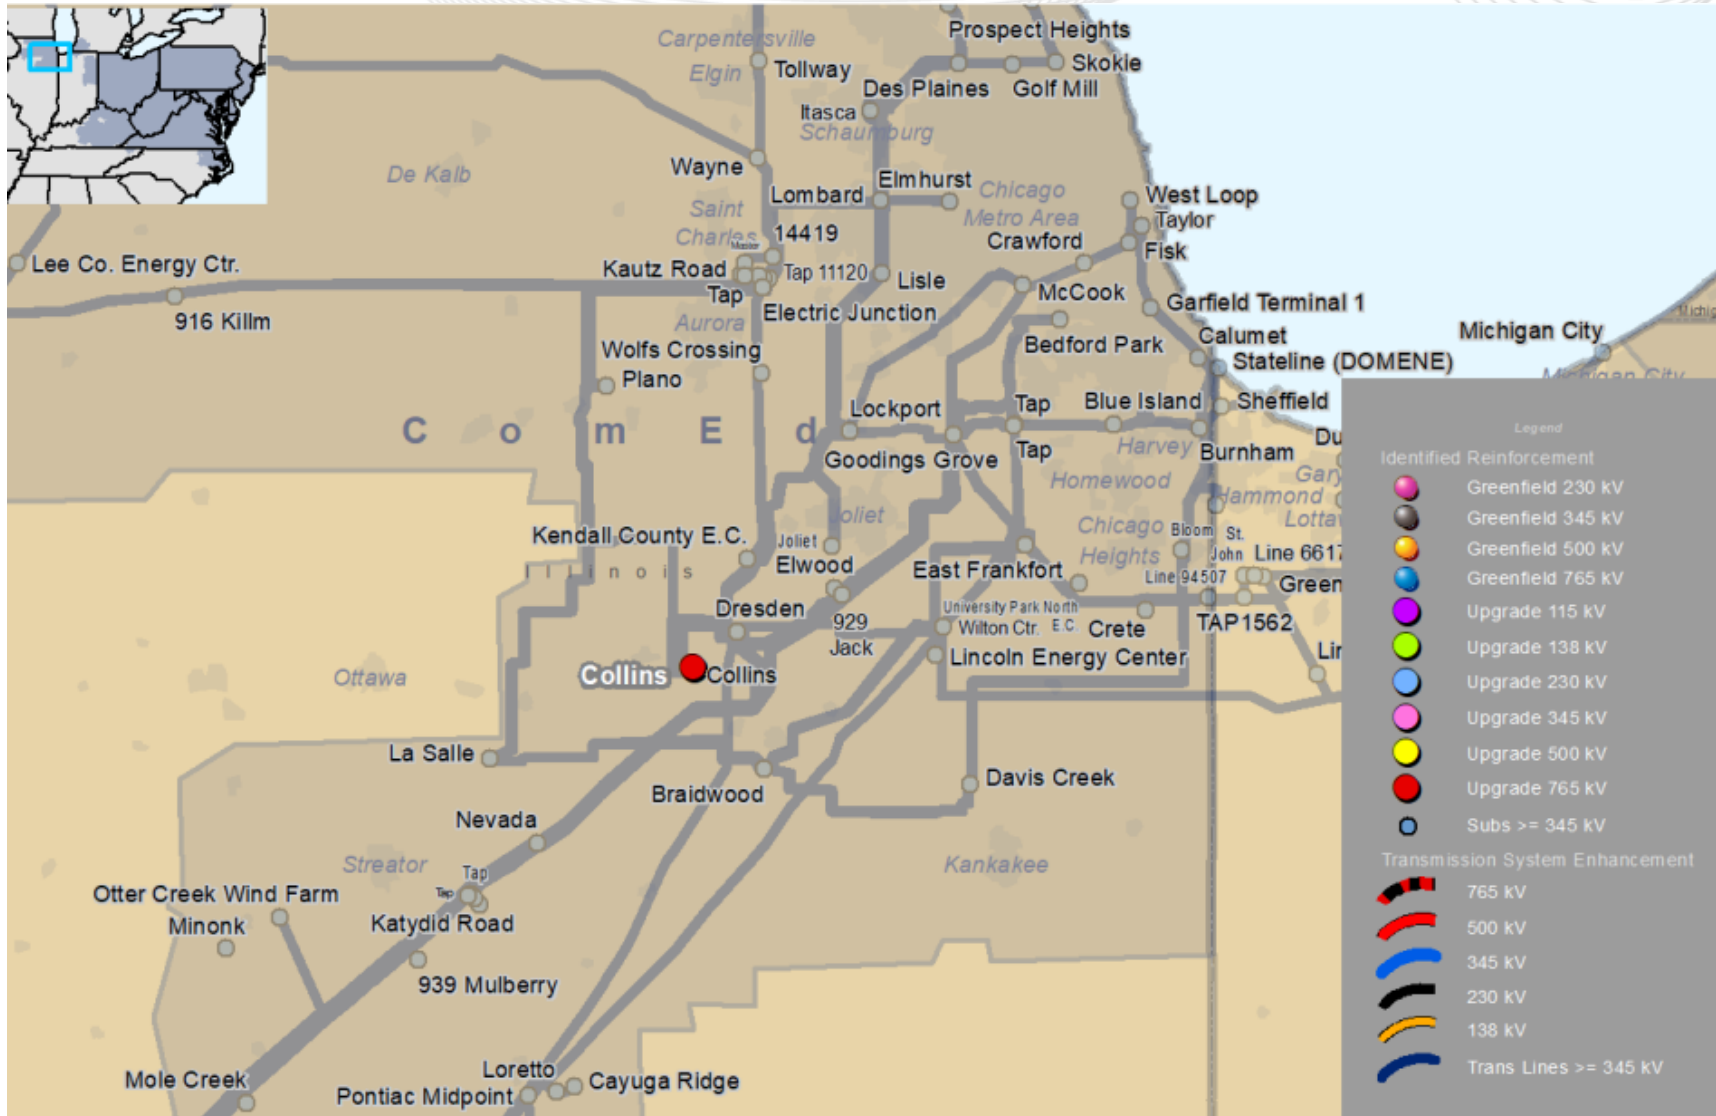 Carpentersville
Prospect Heights
Elgin
Tollway
Skokie
Des Plaines
Golf Mill
Itasca
Schaumburg
Wayne
De Kalb
Elmhurst
Lombard
Chicago
Metro Area
West Loop
Taylor
Saint
Charles
14419
Master
Crawford
Fisk
Lee Co. Energy Ctr.
Kautz Road
Tap 11120
Lisle
Tap
McCook
Garfield Terminal 1
916 Killm
Electric Junction
Aurora
Bedford Park
Calumet
Michigan City
Wolfs Crossing
Stateline (DOMENE)
Plano
Michigan City
Lockport
Tap
Blue Island
Sheffield
C o m E d
Goodings Grove
Tap
Harvey
Burnham
Du
Homewood
Gary
Hammond
Lottav
Joliet
Chicago
Heights
Kendall County E.C.
Joliet
Bloom
St.
John
Line 6617
Elwood
East Frankfort
Line 94507
Green
Illinois
Dresden
929
Jack
University Park North
Wilton Ctr.
E.C.
Crete
TAP1562
Collins
Collins
Lincoln Energy Center
Lin
Ottawa
La Salle
Braidwood
Davis Creek
Nevada
Streator
Kankakee
Tap
Tap
Otter Creek Wind Farm
Minonk
Katydid Road
939 Mulberry
Mole Creek
Loretto
Pontiac Midpoint
Cayuga Ridge
Legend
Identified Reinforcement
Greenfield 230 kV
Greenfield 345 kV
Greenfield 500 kV
Greenfield 765 kV
Upgrade 115 kV
Upgrade 138 kV
Upgrade 230 kV
Upgrade 345 kV
Upgrade 500 kV
Upgrade 765 kV
Subs >= 345 kV
Transmission System Enhancement
765 kV
500 kV
345 kV
230 kV
138 kV
Trans Lines >= 345 kV